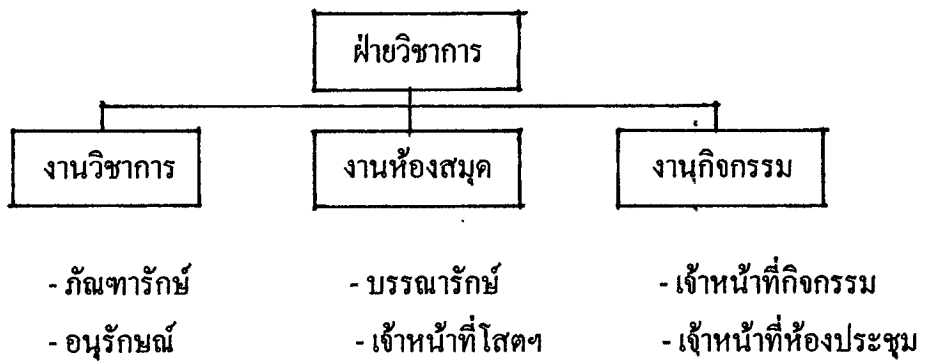 ฝ่ายวิชาการ
งานวิชาการ งานห้องสมุด งานกิจกรรม
- ภัณฑารักษ์ - บรรณารักษ์ - เจ้าหน้าที่กิจกรรม
- อนุรักษณ์ - เจ้าหน้าที่โสตฯ - เจ้าหน้าที่ห้องประชุม